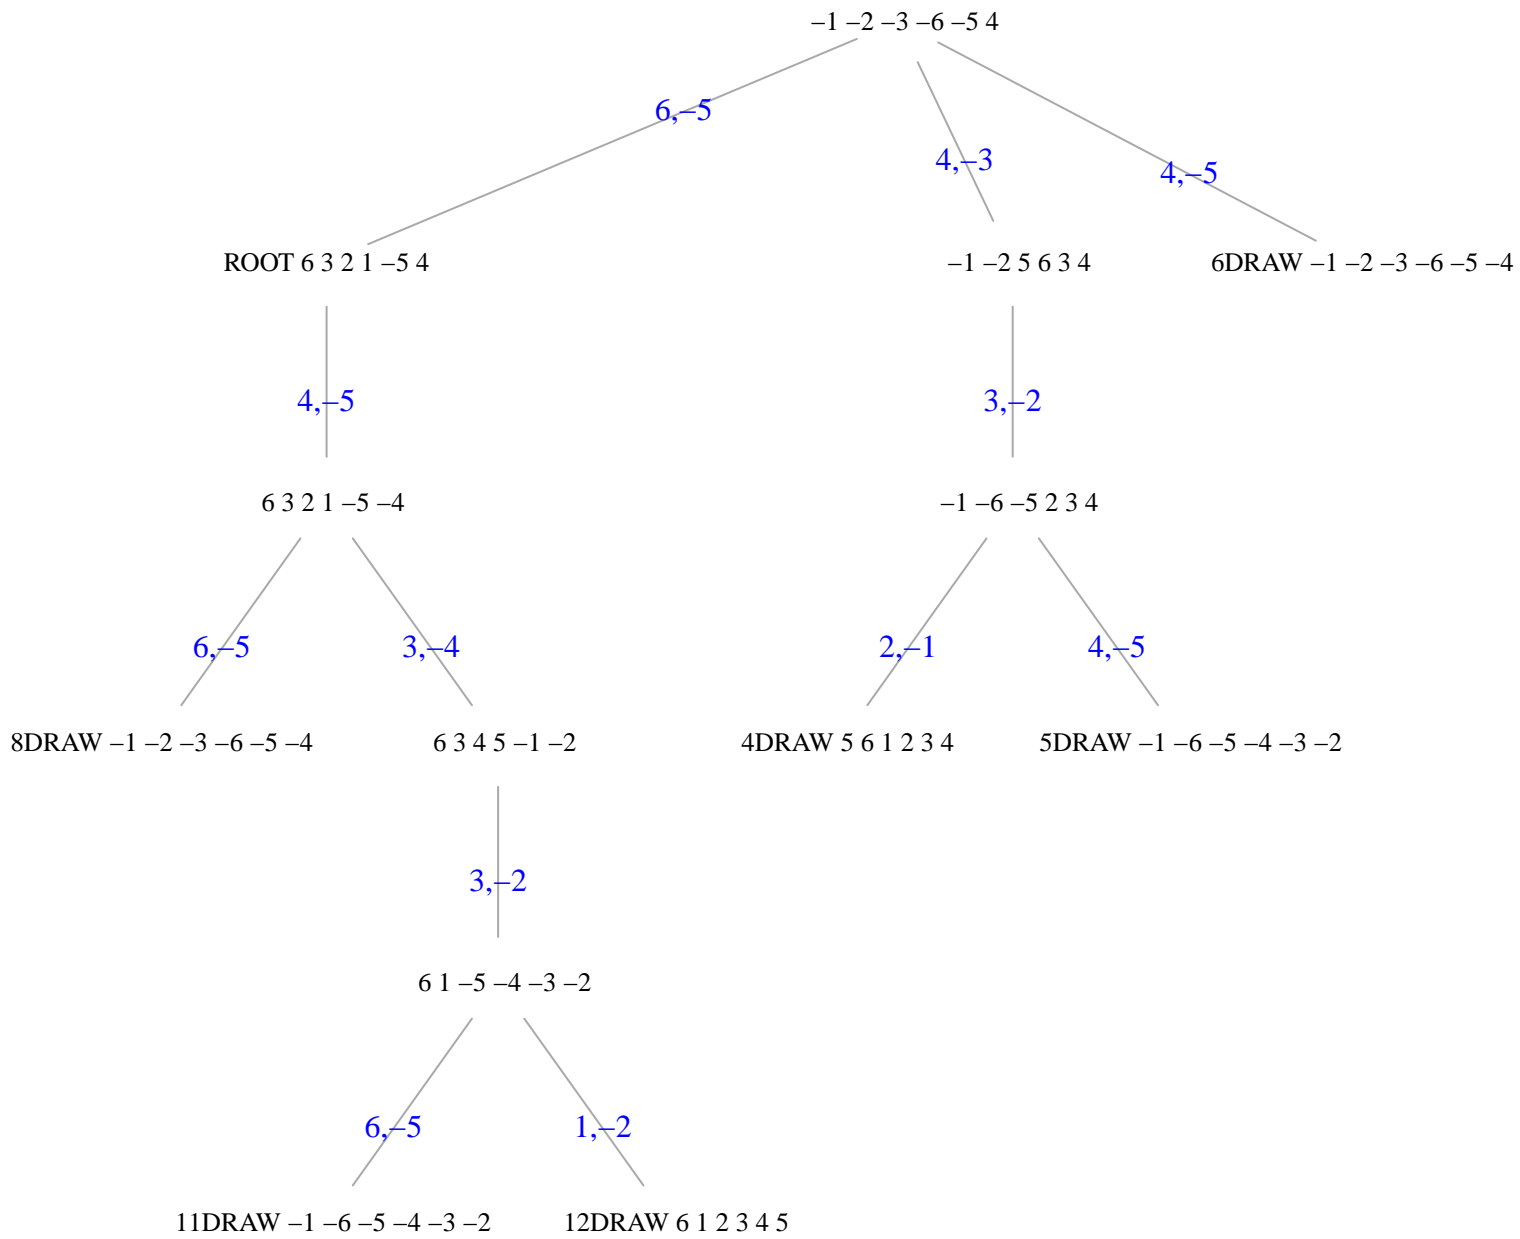 –1 –2 –3 –6 –5 4
6,–5
4,–3
4,–5
ROOT 6 3 2 1 –5 4
–1 –2 5 6 3 4
6DRAW –1 –2 –3 –6 –5 –4
4,–5
3,–2
6 3 2 1 –5 –4
–1 –6 –5 2 3 4
6,–5
3,–4
2,–1
4,–5
8DRAW –1 –2 –3 –6 –5 –4
6 3 4 5 –1 –2
4DRAW 5 6 1 2 3 4
5DRAW –1 –6 –5 –4 –3 –2
3,–2
6 1 –5 –4 –3 –2
6,–5
1,–2
11DRAW –1 –6 –5 –4 –3 –2
12DRAW 6 1 2 3 4 5